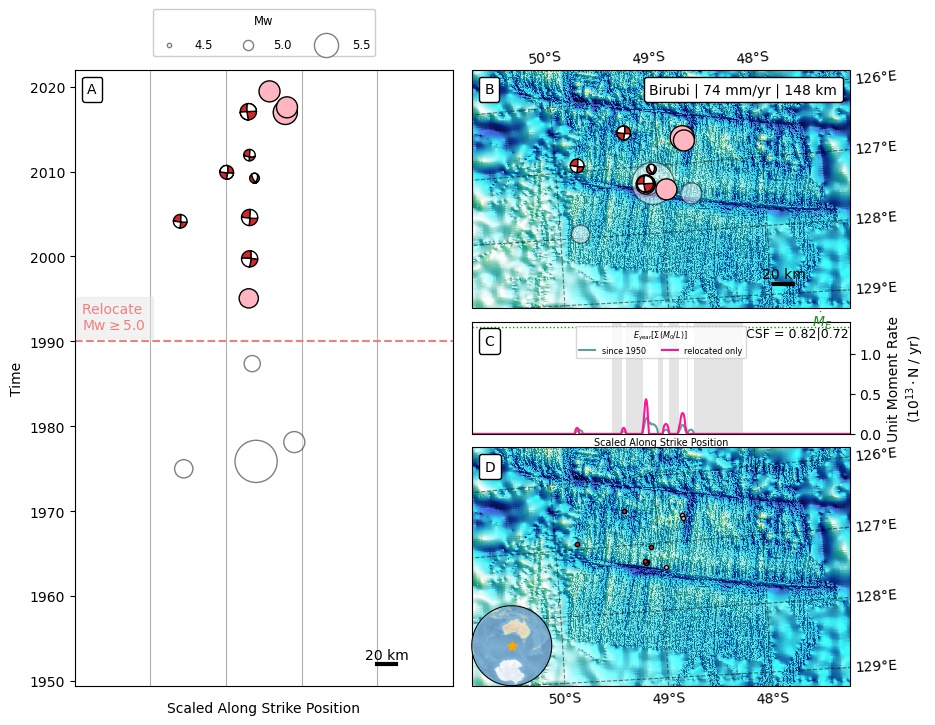 Mw
4.5 5.0 5.5
50°S 49°S 48°S
A
B
Birubi | 74 mm/yr | 148 km
126°E
127°E
128°E
129°E
20 km
2020
2010
2000
1990
1980
1970
1960
1950
Time
Relocate
Mw ≥ 5.0
20 km
Scaled Along Strike Position
C
Ṁ_E
CSF = 0.82|0.72
E_year[Σ(M₀/L)]
since 1950 relocated only
1.0
0.5
0.0
Unit Moment Rate
(10¹³ · N / yr)
Scaled Along Strike Position
D
126°E
127°E
128°E
129°E
50°S 49°S 48°S